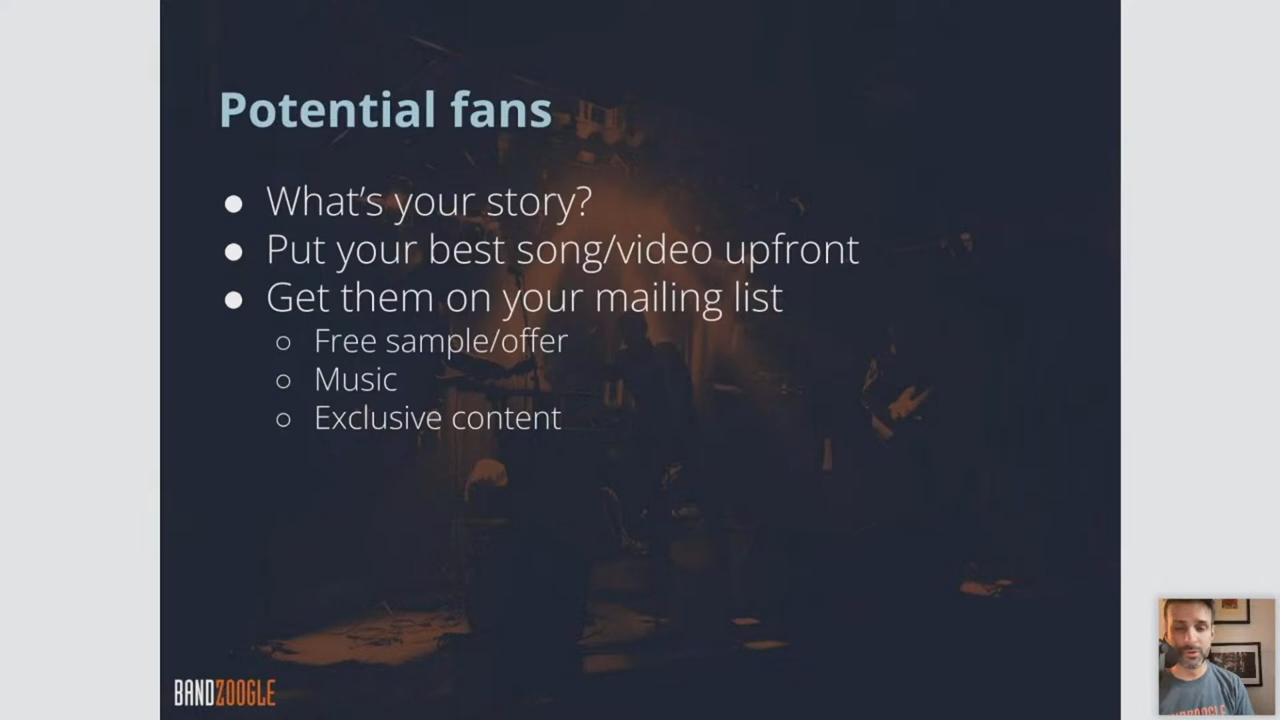 Potential fans
● What's your story?
● Put your best song/video upfront
● Get them on your mailing list
○ Free sample/offer
○ Music
○ Exclusive content
BANDZOOGLE